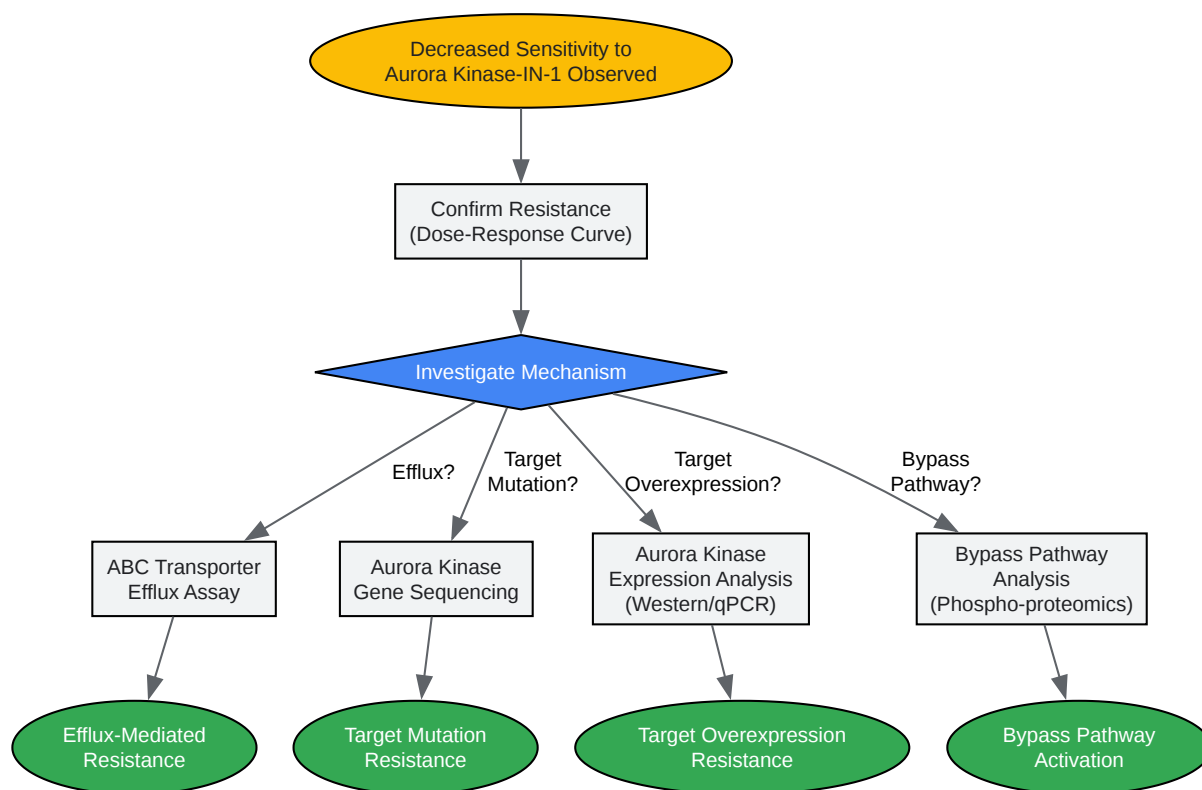 Decreased Sensitivity to
Aurora Kinase-IN-1 Observed
Confirm Resistance
(Dose-Response Curve)
Investigate Mechanism
Efflux?
Target
Mutation?
Target
Overexpression?
Bypass
Pathway?
ABC Transporter
Efflux Assay
Aurora Kinase
Gene Sequencing
Aurora Kinase
Expression Analysis
(Western/qPCR)
Bypass Pathway
Analysis
(Phospho-proteomics)
Efflux-Mediated
Resistance
Target Mutation
Resistance
Target Overexpression
Resistance
Bypass Pathway
Activation